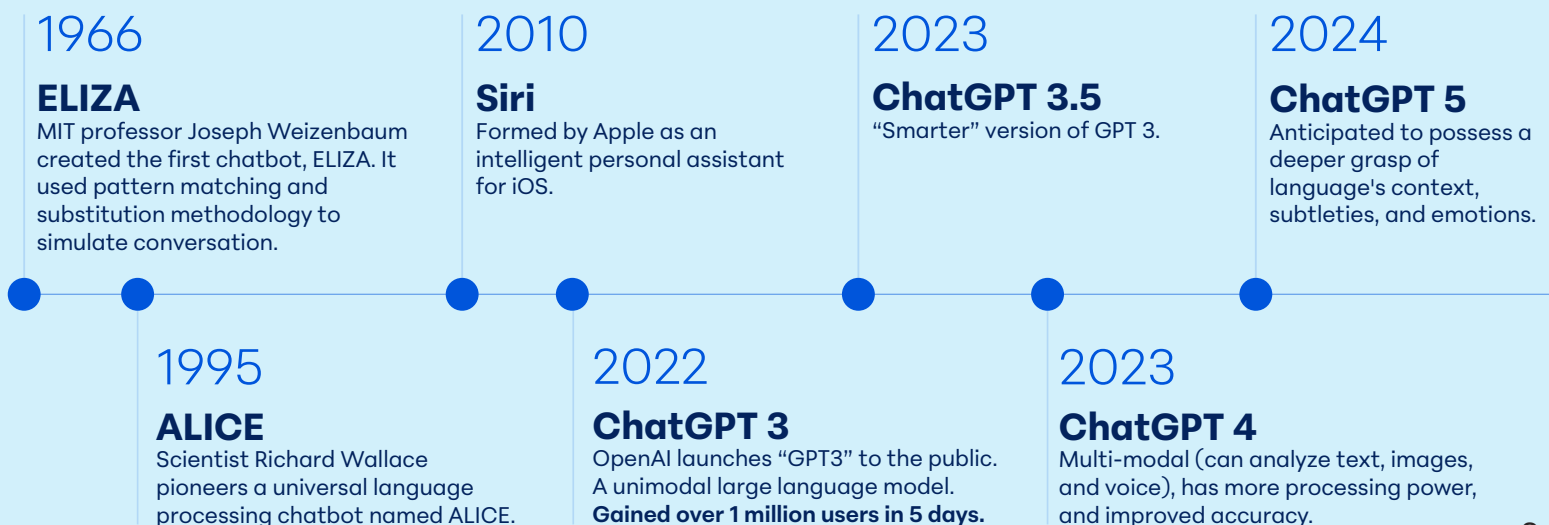 1966
ELIZA
MIT professor Joseph Weizenbaum
created the first chatbot, ELIZA. It
used pattern matching and
substitution methodology to
simulate conversation.
1995
ALICE
Scientist Richard Wallace
pioneers a universal language
processing chatbot named ALICE.
2010
Siri
Formed by Apple as an
intelligent personal assistant
for iOS.
2022
ChatGPT 3
OpenAI launches “GPT3” to the public.
A unimodal large language model.
Gained over 1 million users in 5 days.
2023
ChatGPT 3.5
“Smarter” version of GPT 3.
2023
ChatGPT 4
Multi-modal (can analyze text, images,
and voice), has more processing power,
and improved accuracy.
2024
ChatGPT 5
Anticipated to possess a
deeper grasp of
language's context,
subtleties, and emotions.